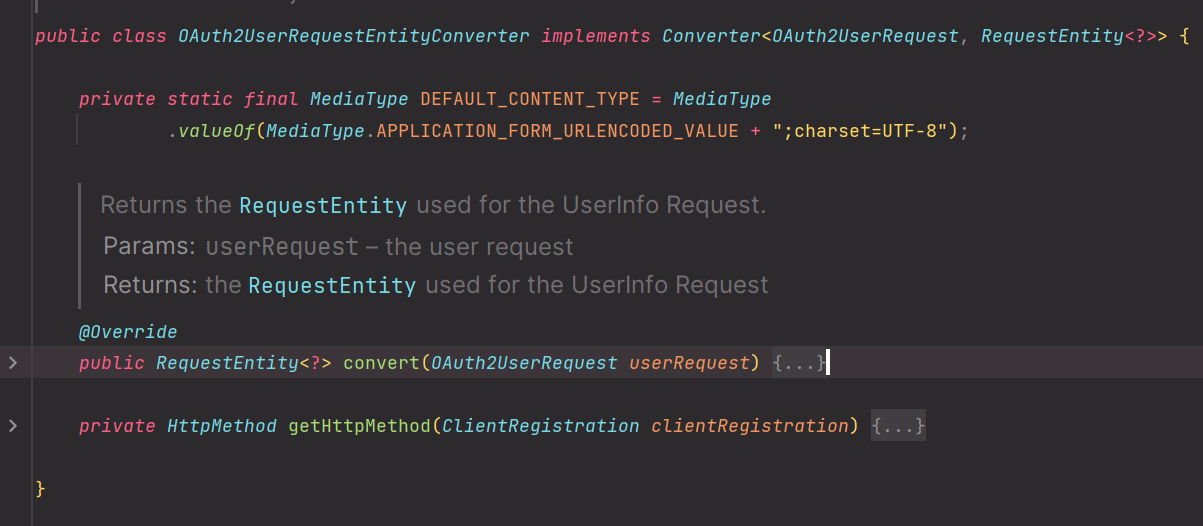 public class OAuth2UserRequestEntityConverter implements Converter<OAuth2UserRequest, RequestEntity<?>> {
private static final MediaType DEFAULT_CONTENT_TYPE = MediaType
.valueOf(MediaType.APPLICATION_FORM_URLENCODED_VALUE + ";charset=UTF-8");
Returns the RequestEntity used for the UserInfo Request.
Params: userRequest – the user request
Returns: the RequestEntity used for the UserInfo Request
@Override
public RequestEntity<?> convert(OAuth2UserRequest userRequest) {...}
private HttpMethod getHttpMethod(ClientRegistration clientRegistration) {...}
}